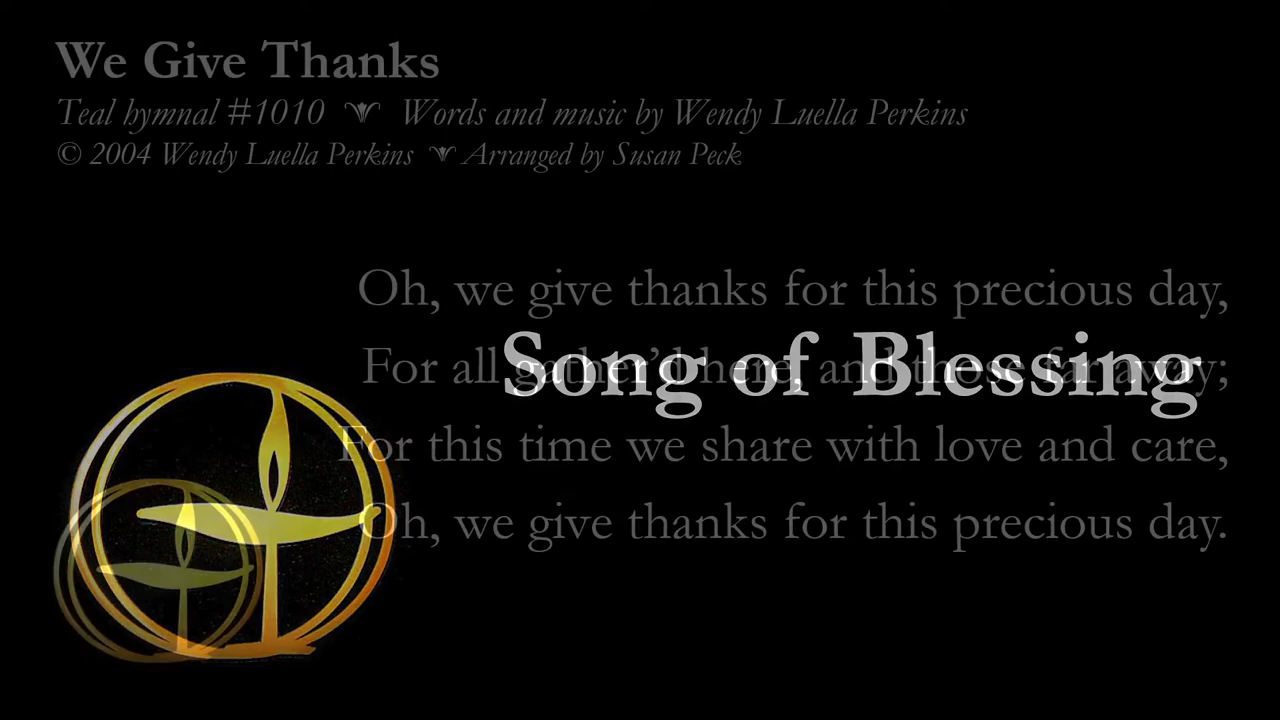 We Give Thanks
Teal hymnal #1010 Words and music by Wendy Luella Perkins
© 2004 Wendy Luella Perkins Arranged by Susan Peck
Oh, we give thanks for this precious day,
Song of Blessing
For all gather'd here, and those far away;
For this time we share with love and care,
Oh, we give thanks for this precious day.